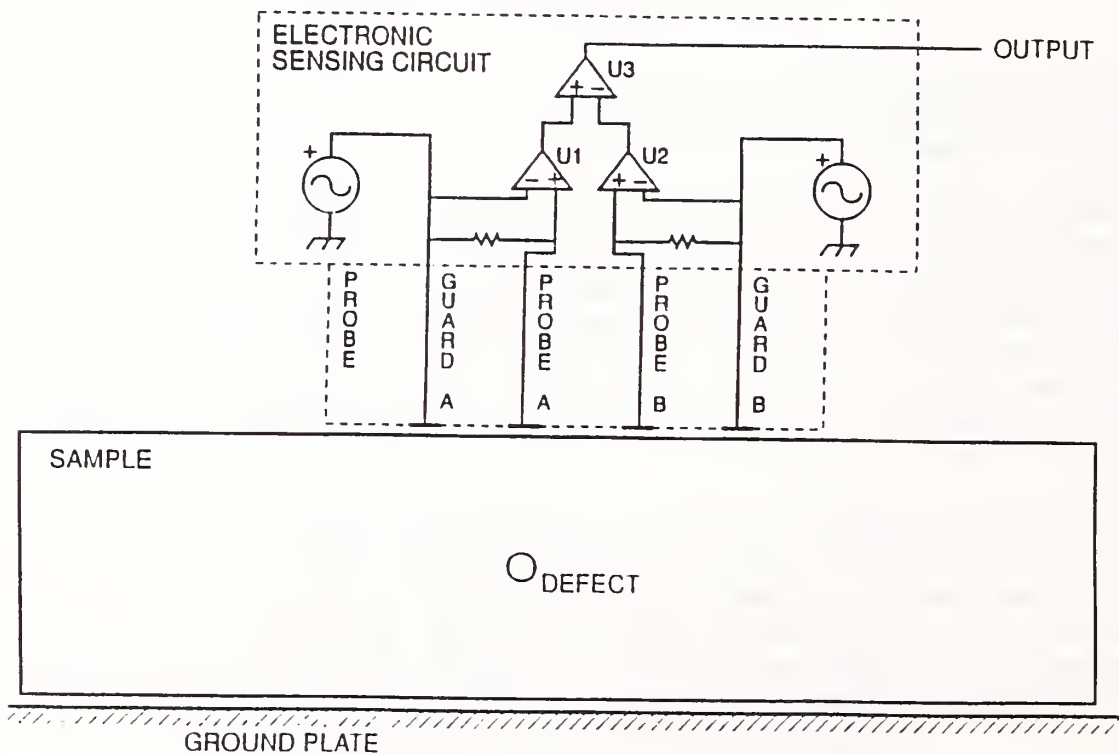 ELECTRONIC
SENSING CIRCUIT
OUTPUT
U3
+ −
U1
U2
− +
+ −
+
+
PROBE
GUARD A
PROBE A
PROBE B
GUARD B
SAMPLE
DEFECT
GROUND PLATE